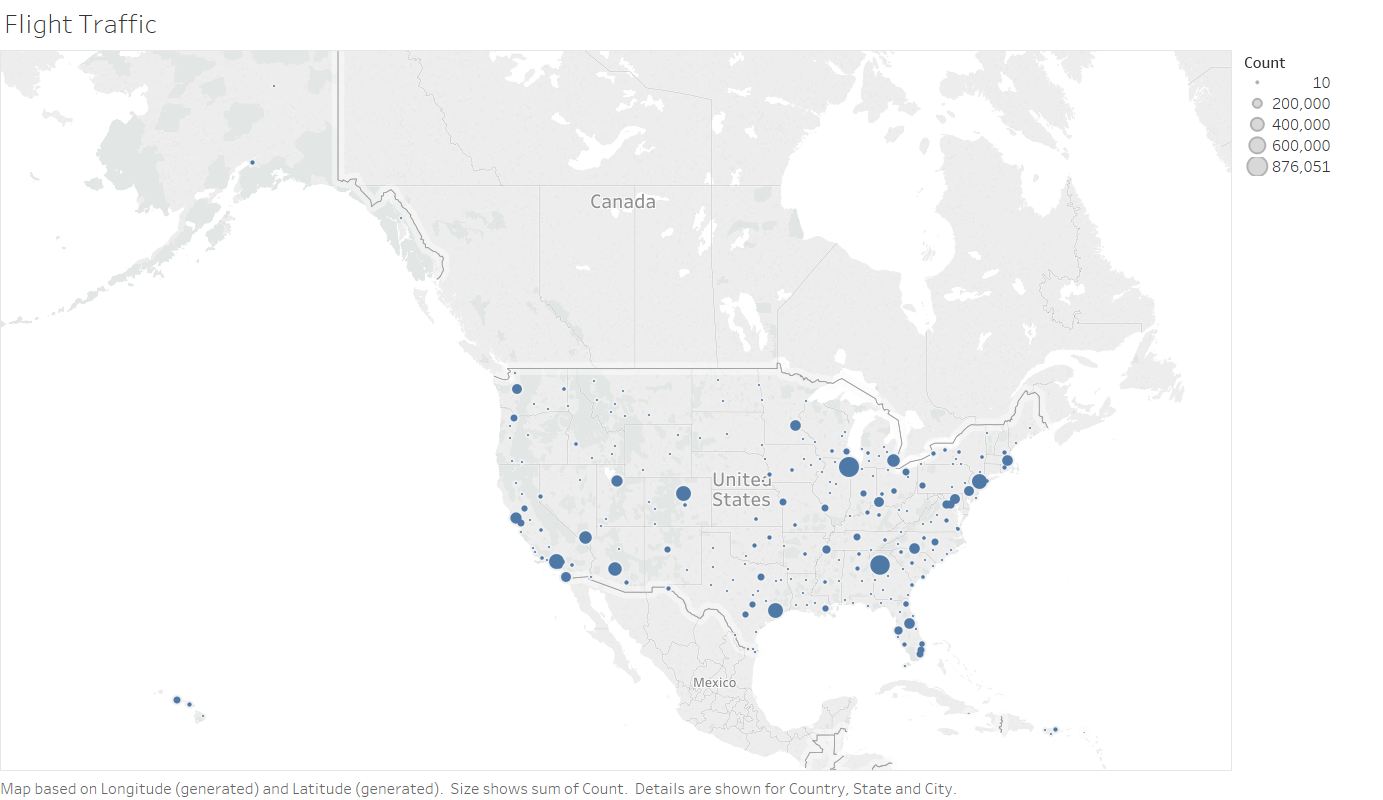 Flight Traffic
Count
10
200,000
400,000
600,000
876,051
Canada
United
States
Mexico
Map based on Longitude (generated) and Latitude (generated).  Size shows sum of Count.  Details are shown for Country, State and City.